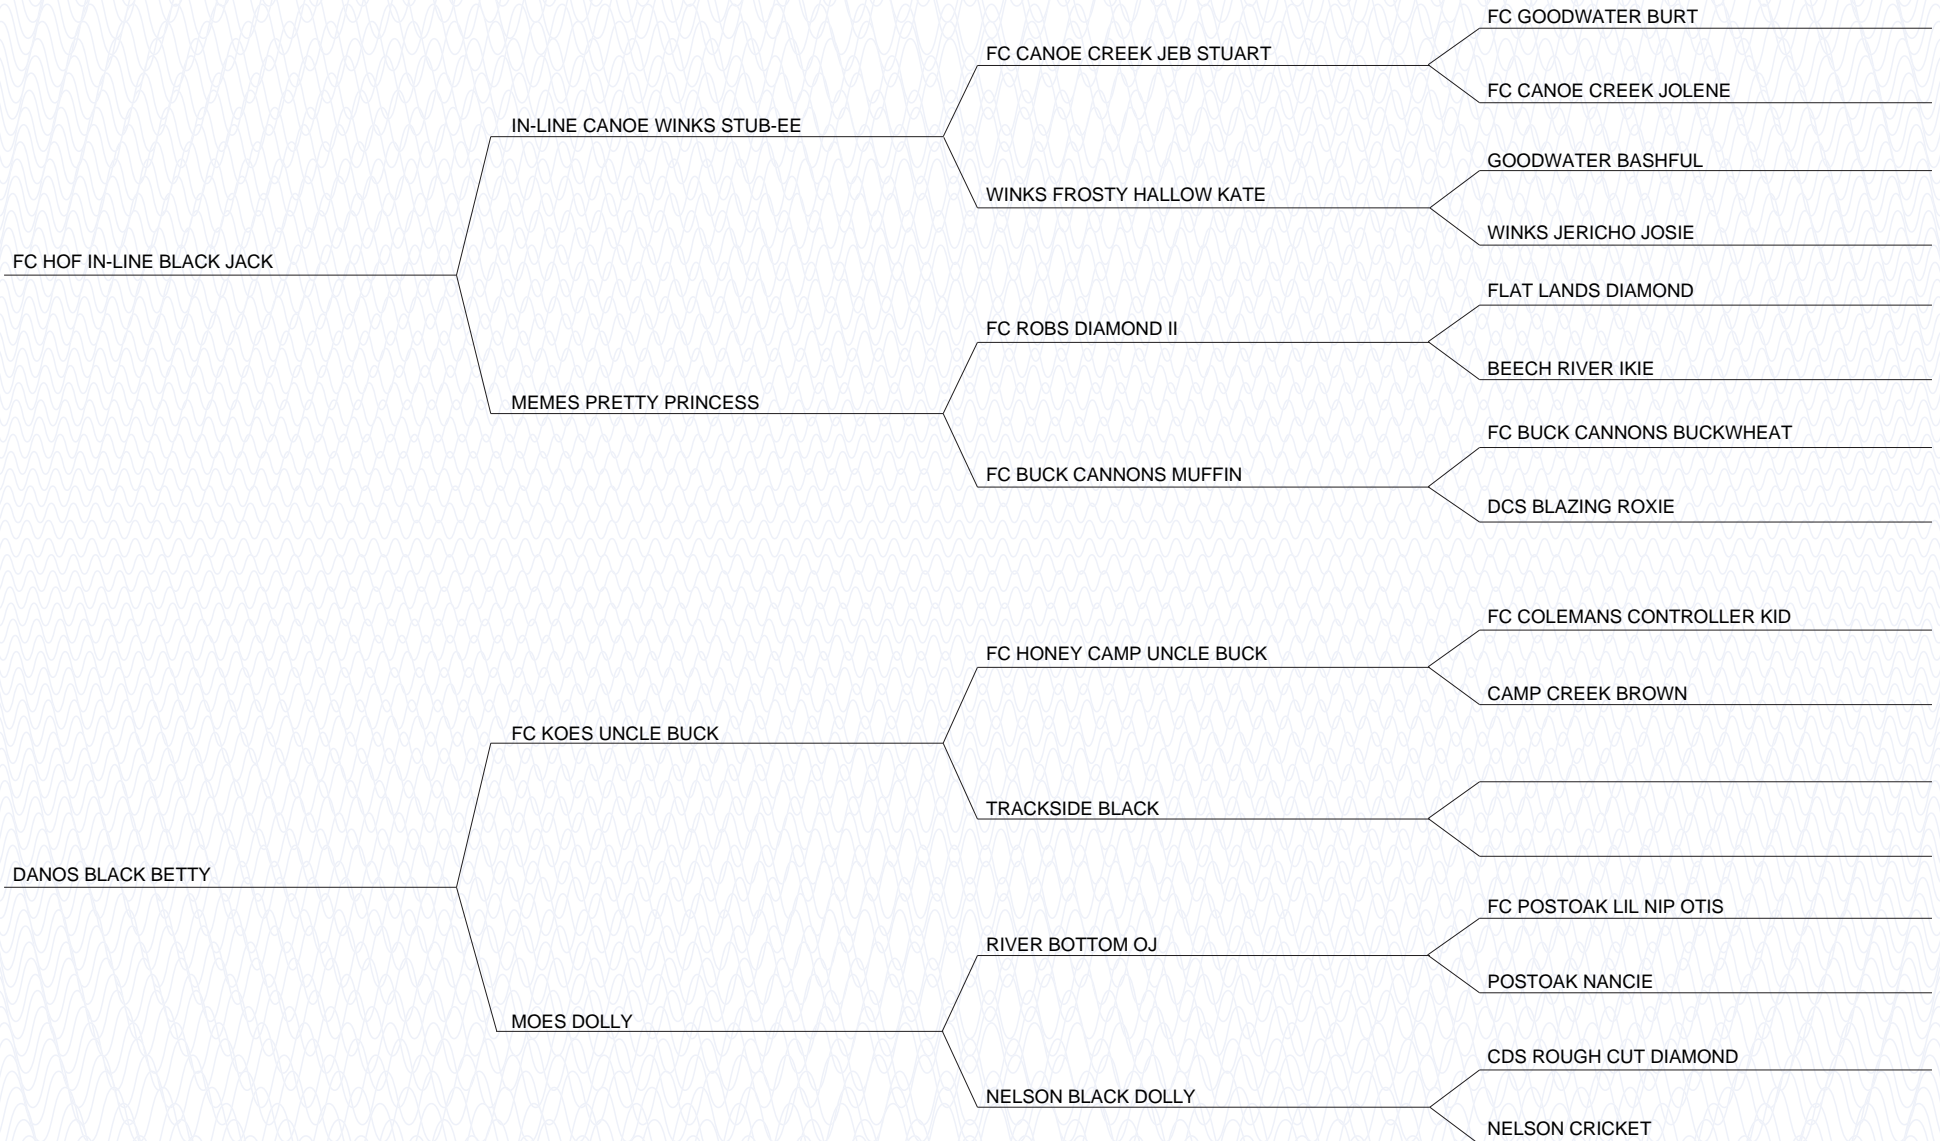 FC GOODWATER BURT
FC CANOE CREEK JEB STUART
FC CANOE CREEK JOLENE
IN-LINE CANOE WINKS STUB-EE
GOODWATER BASHFUL
WINKS FROSTY HALLOW KATE
WINKS JERICHO JOSIE
FC HOF IN-LINE BLACK JACK
FLAT LANDS DIAMOND
FC ROBS DIAMOND II
BEECH RIVER IKIE
MEMES PRETTY PRINCESS
FC BUCK CANNONS BUCKWHEAT
FC BUCK CANNONS MUFFIN
DCS BLAZING ROXIE
FC COLEMANS CONTROLLER KID
FC HONEY CAMP UNCLE BUCK
CAMP CREEK BROWN
FC KOES UNCLE BUCK
TRACKSIDE BLACK
DANOS BLACK BETTY
FC POSTOAK LIL NIP OTIS
RIVER BOTTOM OJ
POSTOAK NANCIE
MOES DOLLY
CDS ROUGH CUT DIAMOND
NELSON BLACK DOLLY
NELSON CRICKET